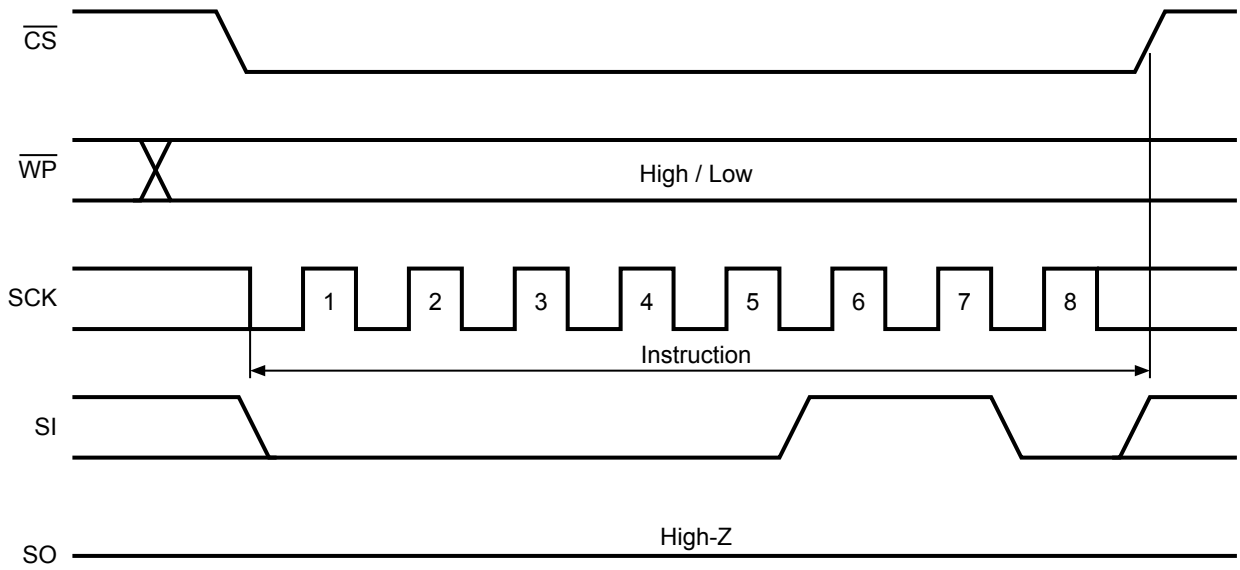 CS
WP
High / Low
SCK
1 2 3 4 5 6 7 8
Instruction
SI
High-Z
SO